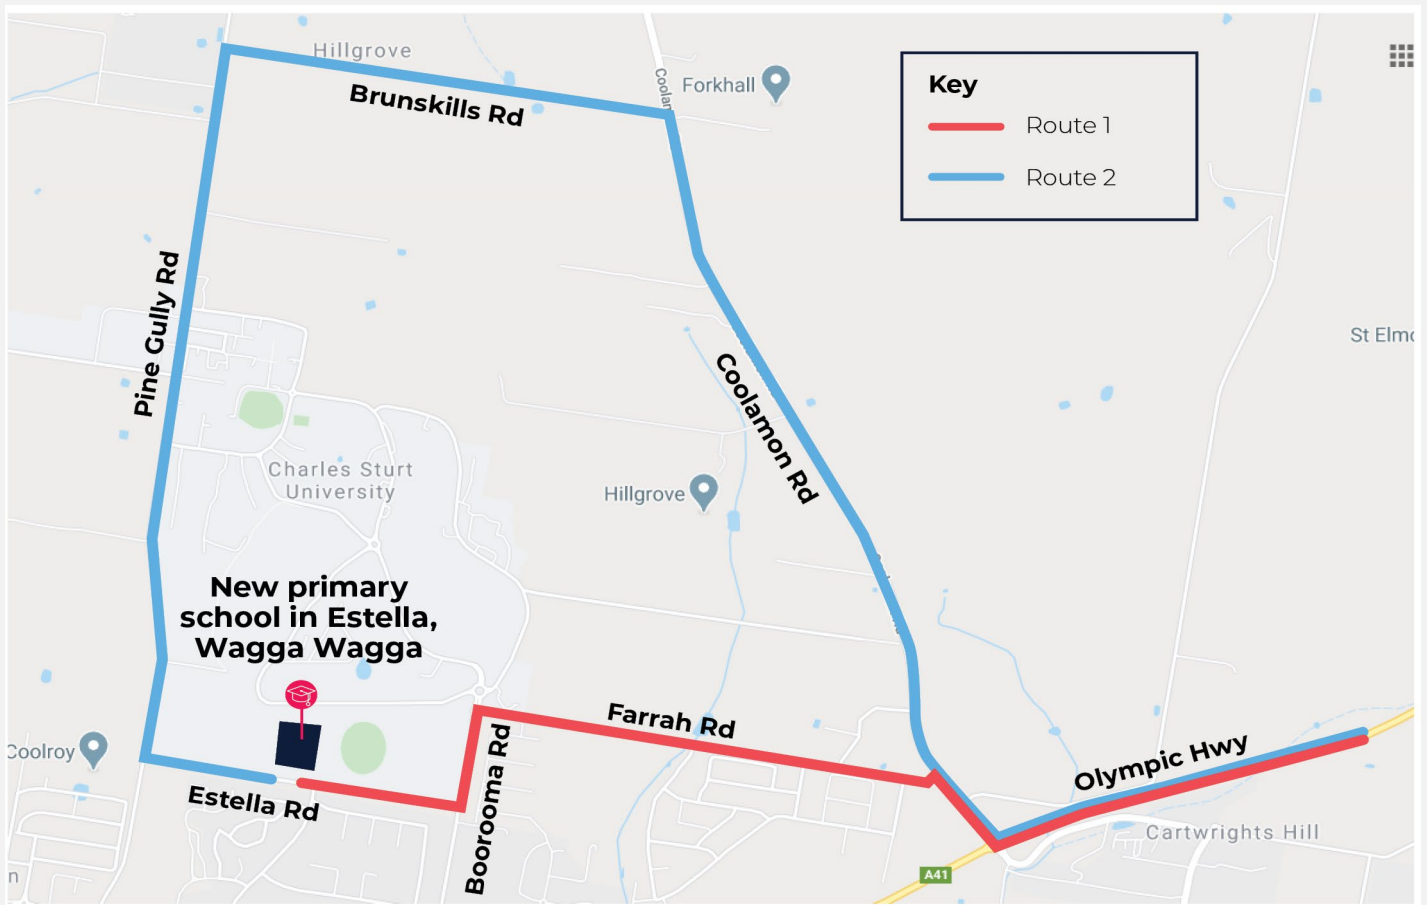 Hillgrove
Brunskills Rd
Coolam
Forkhall
Key
Route 1
Route 2
Pine Gully Rd
St Elmo
Coolamon Rd
Charles Sturt
University
Hillgrove
New primary
school in Estella,
Wagga Wagga
Farrah Rd
Coolroy
Boorooma Rd
Olympic Hwy
Estella Rd
Cartwrights Hill
A41
n